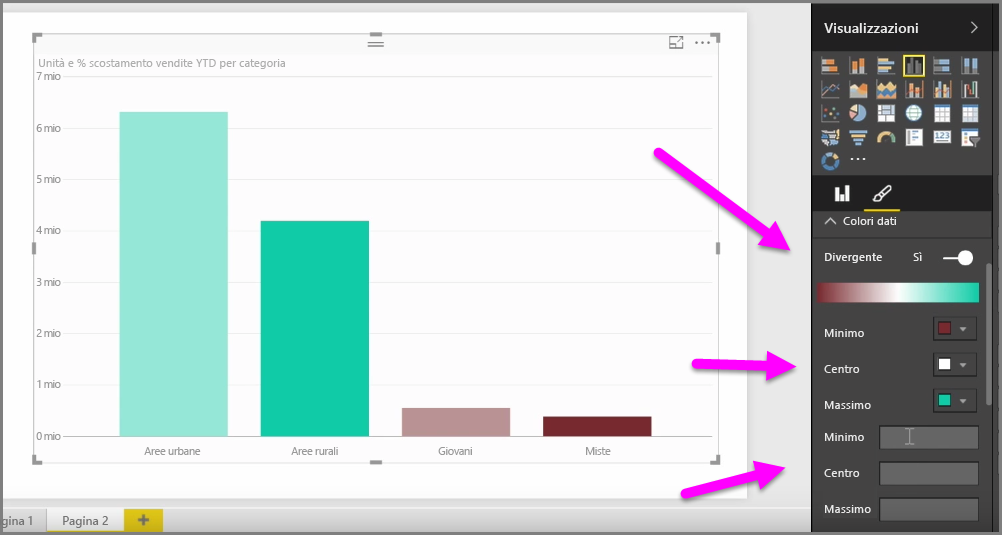 Unità e % scostamento vendite YTD per categoria
7 mio
6 mio
5 mio
4 mio
3 mio
2 mio
1 mio
0 mio
Aree urbane
Aree rurali
Giovani
Miste
gina 1
Pagina 2
Visualizzazioni
123
Colori dati
Divergente
Sì
Minimo
Centro
Massimo
Minimo
Centro
Massimo